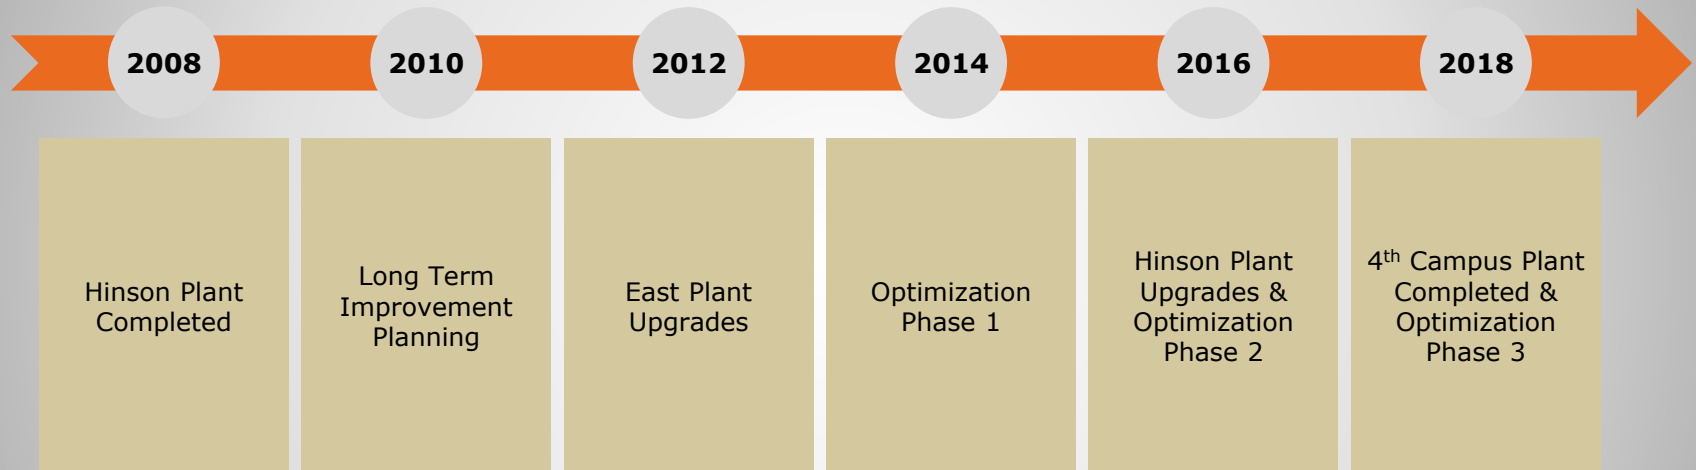 2008
2010
2012
2014
2016
2018
Hinson Plant
Completed
Long Term
Improvement
Planning
East Plant
Upgrades
Optimization
Phase 1
Hinson Plant
Upgrades &
Optimization
Phase 2
4th Campus Plant
Completed &
Optimization
Phase 3